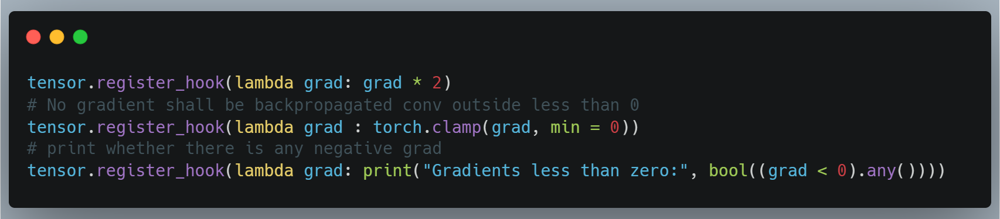 tensor.register_hook(lambda grad: grad * 2)
# No gradient shall be backpropagated conv outside less than 0
tensor.register_hook(lambda grad : torch.clamp(grad, min = 0))
# print whether there is any negative grad
tensor.register_hook(lambda grad: print("Gradients less than zero:", bool((grad < 0).any())))